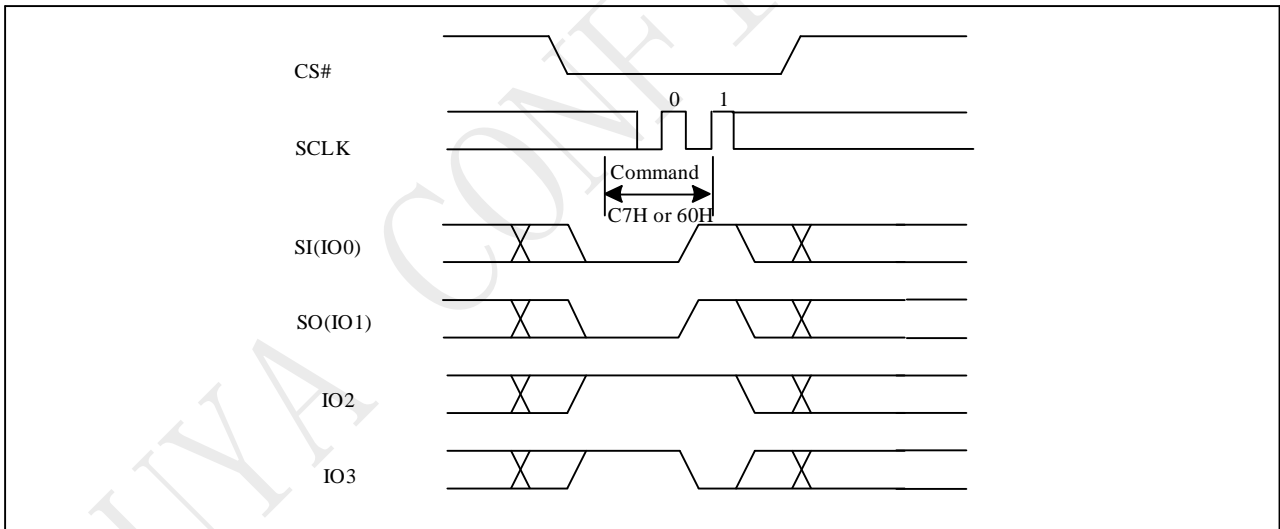 CS#
0 1
SCLK
Command
C7H or 60H
SI(IO0)
SO(IO1)
IO2
IO3